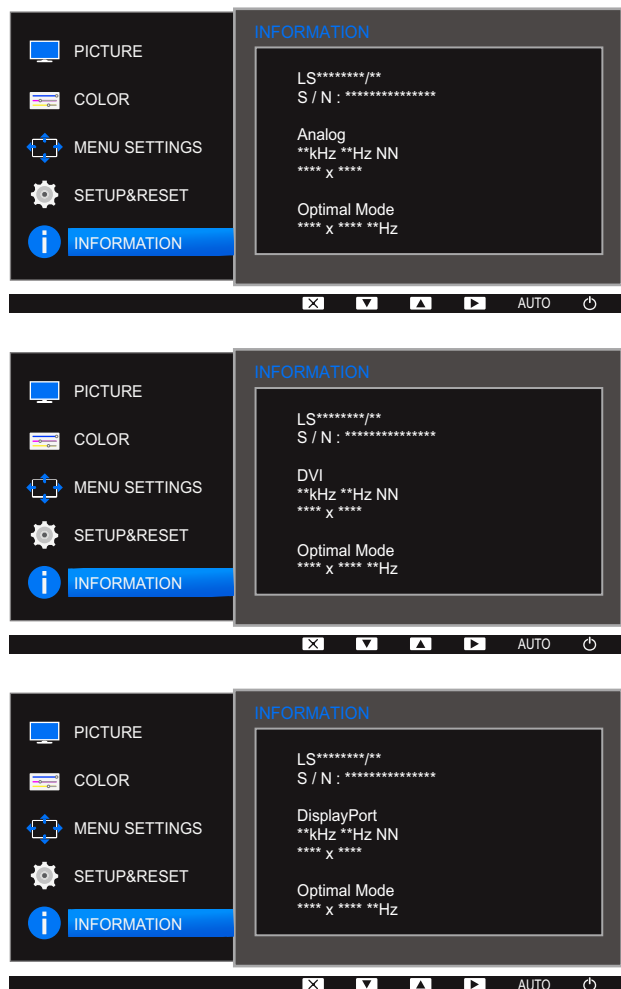 PICTURE
COLOR
MENU SETTINGS
SETUP&RESET
INFORMATION
INFORMATION
LS********/**
S / N : ***************
Analog
**kHz **Hz NN
**** x ****
Optimal Mode
**** x **** **Hz
AUTO
PICTURE
COLOR
MENU SETTINGS
SETUP&RESET
INFORMATION
INFORMATION
LS********/**
S / N : ***************
DVI
**kHz **Hz NN
**** x ****
Optimal Mode
**** x **** **Hz
AUTO
PICTURE
COLOR
MENU SETTINGS
SETUP&RESET
INFORMATION
INFORMATION
LS********/**
S / N : ***************
DisplayPort
**kHz **Hz NN
**** x ****
Optimal Mode
**** x **** **Hz
AUTO